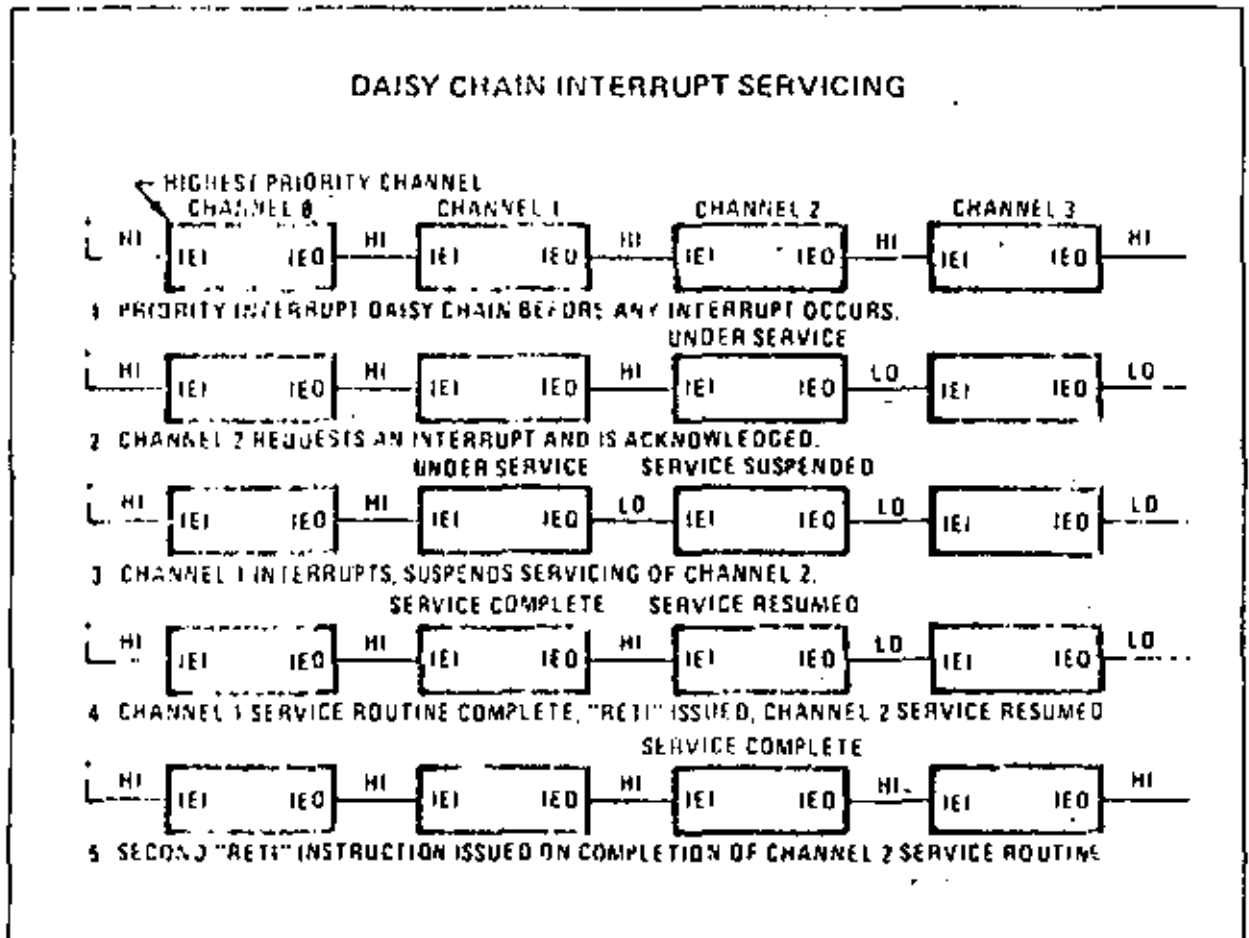 DAISY CHAIN INTERRUPT SERVICING
HIGHEST PRIORITY CHANNEL
CHANNEL 0 CHANNEL 1 CHANNEL 2 CHANNEL 3
HI IEI IEO HI IEI IEO HI IEI IEO HI IEI IEO HI
1 PRIORITY INTERRUPT DAISY CHAIN BEFORE ANY INTERRUPT OCCURS.
UNDER SERVICE
HI IEI IEO HI IEI IEO HI IEI IEO LO IEI IEO LO
2 CHANNEL 2 REQUESTS AN INTERRUPT AND IS ACKNOWLEDGED.
UNDER SERVICE SERVICE SUSPENDED
HI IEI IEO HI IEI IEO LO IEI IEO LO IEI IEO LO
3 CHANNEL 1 INTERRUPTS, SUSPENDS SERVICING OF CHANNEL 2.
SERVICE COMPLETE SERVICE RESUMED
HI IEI IEO HI IEI IEO HI IEI IEO LO IEI IEO LO
4 CHANNEL 1 SERVICE ROUTINE COMPLETE, "RETI" ISSUED, CHANNEL 2 SERVICE RESUMED
SERVICE COMPLETE
HI IEI IEO HI IEI IEO HI IEI IEO HI IEI IEO HI
5 SECOND "RETI" INSTRUCTION ISSUED ON COMPLETION OF CHANNEL 2 SERVICE ROUTINE